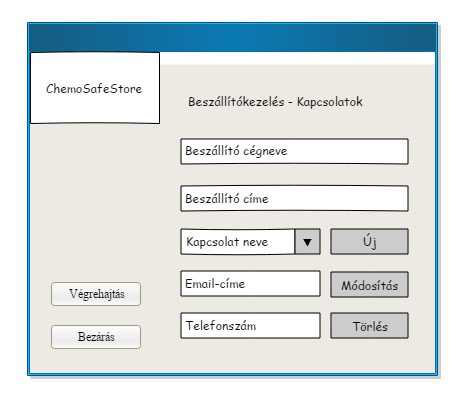 ChemoSafeStore
Beszállítókezelés - Kapcsolatok
Beszállító cégneve
Beszállító címe
Kapcsolat neve
Új
Email-címe
Módosítás
Telefonszám
Törlés
Végrehajtás
Bezárás